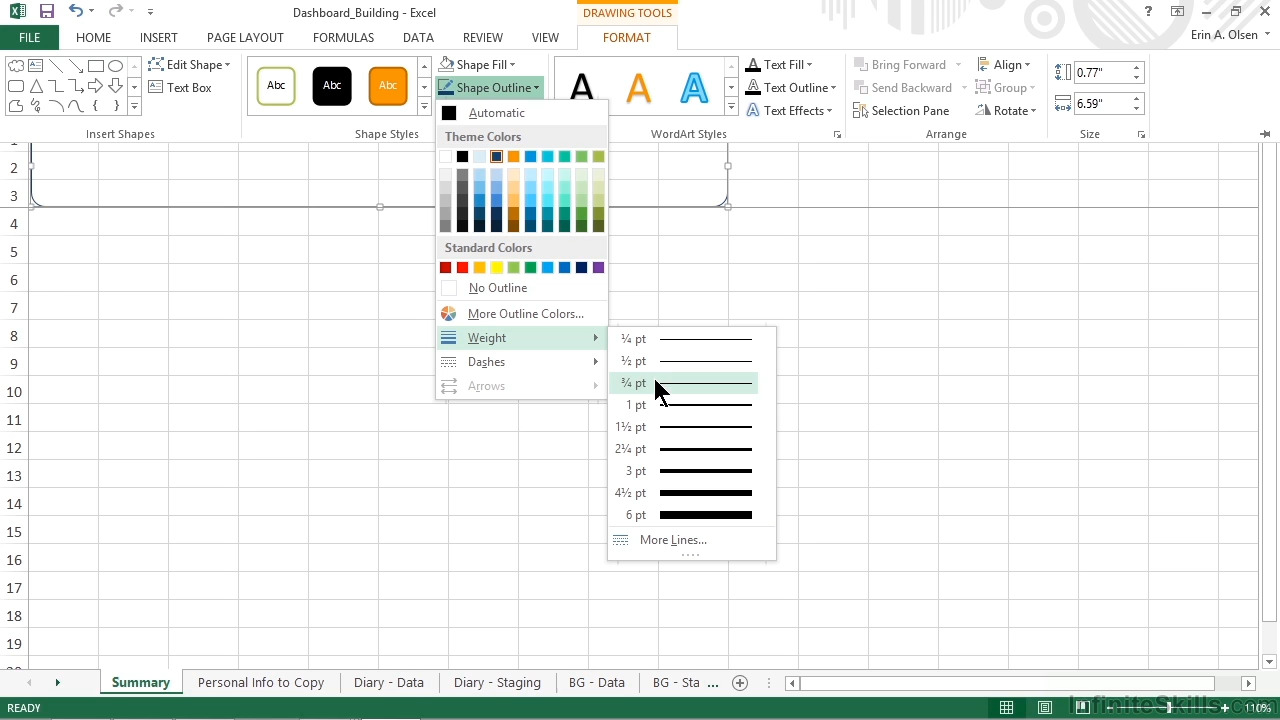 Dashboard_Building - Excel
DRAWING TOOLS
?
FILE HOME INSERT PAGE LAYOUT FORMULAS DATA REVIEW VIEW FORMAT Erin A. Olsen
Edit Shape
Text Box
Insert Shapes
Abc Abc Abc
Shape Styles
Shape Fill
Shape Outline
A A A
WordArt Styles
Text Fill
Text Outline
Text Effects
Bring Forward
Send Backward
Selection Pane
Align
Group
Rotate
Arrange
0.77"
6.59"
Size
Automatic
Theme Colors
Standard Colors
No Outline
More Outline Colors...
Weight
Dashes
Arrows
¼ pt
½ pt
¾ pt
1 pt
1½ pt
2¼ pt
3 pt
4½ pt
6 pt
More Lines...
2
3
4
5
6
7
8
9
10
11
12
13
14
15
16
17
18
19
Summary Personal Info to Copy Diary - Data Diary - Staging BG - Data BG - Sta ...
READY
InfiniteSkills.com
110%